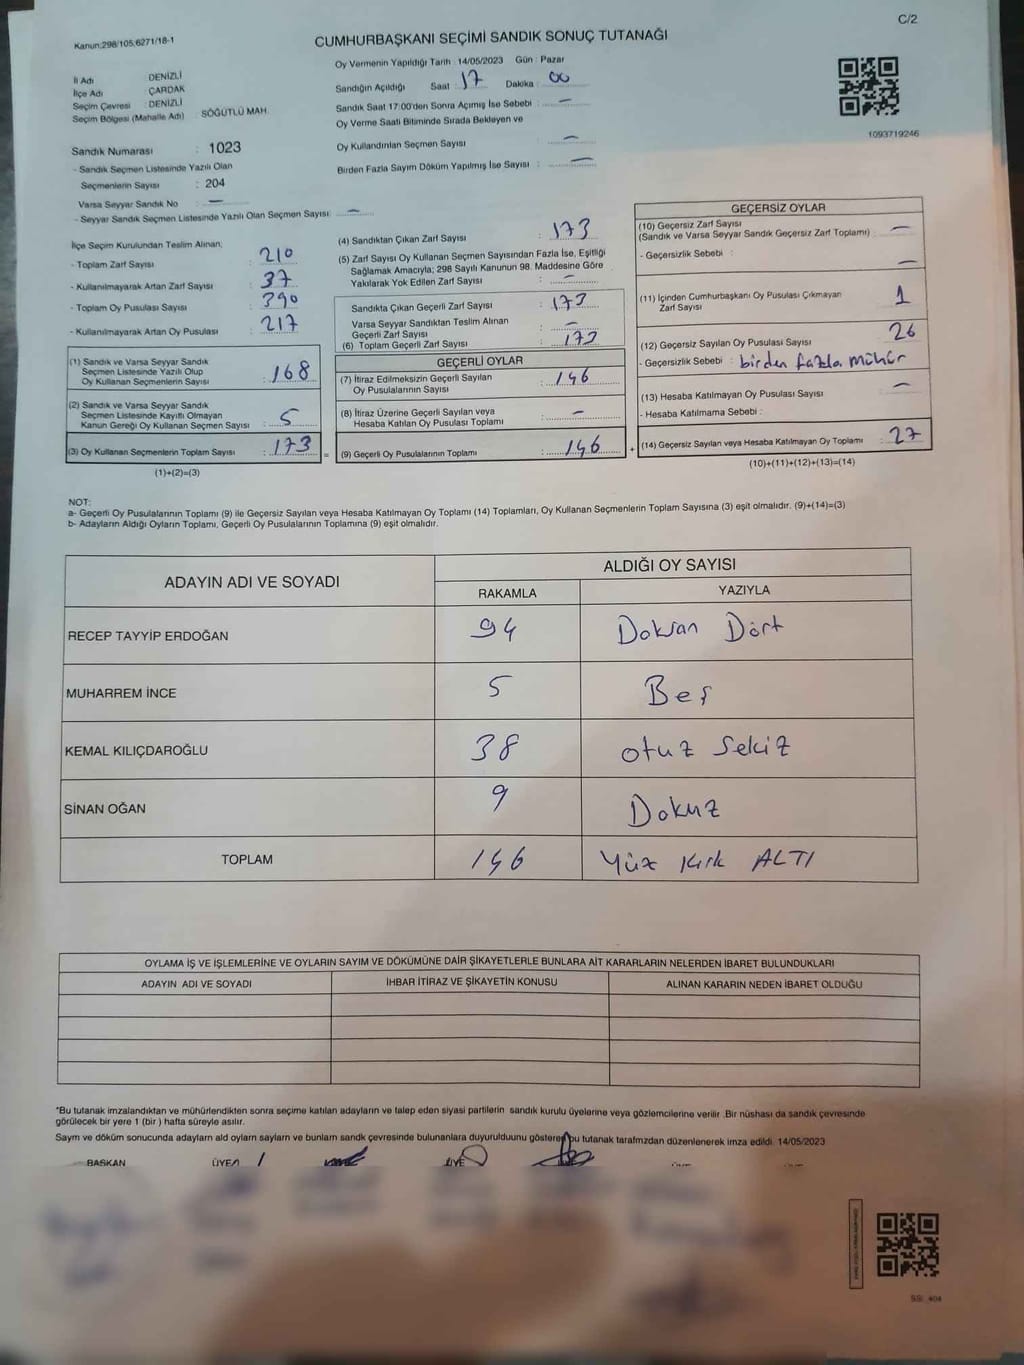 C/2
Kanun:298/105,6271/18-1
CUMHURBAŞKANI SEÇİMİ SANDIK SONUÇ TUTANAĞI
İl Adı DENİZLİ
İlçe Adı ÇARDAK
Seçim Çevresi DENİZLİ
Seçim Bölgesi (Mahalle Adı) : SÖĞÜTLÜ MAH.
Sandık Numarası : 1023
- Sandık Seçmen Listesinde Yazılı Olan
Seçmenlerin Sayısı : 204
Varsa Seyyar Sandık No : —
- Seyyar Sandık Seçmen Listesinde Yazılı Olan Seçmen Sayısı: —
Oy Vermenin Yapıldığı Tarih : 14/05/2023 Gün : Pazar
Sandığın Açıldığı Saat : 17 Dakika : 00
Sandık Saat 17:00'den Sonra Açımış İse Sebebi : —
Oy Verme Saati Bitiminde Sırada Bekleyen ve
Oy Kullandırılan Seçmen Sayısı : —
Birden Fazla Sayım Döküm Yapılmış İse Sayısı : —
1093719246
İlçe Seçim Kurulundan Teslim Alınan;
- Toplam Zarf Sayısı : 210
- Kullanılmayarak Artan Zarf Sayısı : 37
- Toplam Oy Pusulası Sayısı : 390
- Kullanılmayarak Artan Oy Pusulası : 217
(1) Sandık ve Varsa Seyyar Sandık
Seçmen Listesinde Yazılı Olup
Oy Kullanan Seçmenlerin Sayısı : 168
(2) Sandık ve Varsa Seyyar Sandık
Seçmen Listesinde Kayıtlı Olmayan
Kanun Gereği Oy Kullanan Seçmen Sayısı : 5
(3) Oy Kullanan Seçmenlerin Toplam Sayısı : 173
(1)+(2)=(3)
(4) Sandıktan Çıkan Zarf Sayısı : 173
(5) Zarf Sayısı Oy Kullanan Seçmen Sayısından Fazla İse, Eşitliği
Sağlamak Amacıyla; 298 Sayılı Kanunun 98. Maddesine Göre
Yakılarak Yok Edilen Zarf Sayısı : —
Sandıkta Çıkan Geçerli Zarf Sayısı : 173
Varsa Seyyar Sandıktan Teslim Alınan
Geçerli Zarf Sayısı : —
(6) Toplam Geçerli Zarf Sayısı : 173
GEÇERLİ OYLAR
(7) İtiraz Edilmeksizin Geçerli Sayılan
Oy Pusulalarının Sayısı : 146
(8) İtiraz Üzerine Geçerli Sayılan veya
Hesaba Katılan Oy Pusulası Toplamı : —
= (9) Geçerli Oy Pusulalarının Toplamı : 146 +
GEÇERSİZ OYLAR
(10) Geçersiz Zarf Sayısı
(Sandık ve Varsa Seyyar Sandık Geçersiz Zarf Toplamı) : —
- Geçersizlik Sebebi : —
(11) İçinden Cumhurbaşkanı Oy Pusulası Çıkmayan
Zarf Sayısı 1
(12) Geçersiz Sayılan Oy Pusulası Sayısı : 26
- Geçersizlik Sebebi : birden fazla mühür
(13) Hesaba Katılmayan Oy Pusulası Sayısı : —
- Hesaba Katılmama Sebebi :
(14) Geçersiz Sayılan veya Hesaba Katılmayan Oy Toplamı : 27
(10)+(11)+(12)+(13)=(14)
NOT:
a- Geçerli Oy Pusulalarının Toplamı (9) ile Geçersiz Sayılan veya Hesaba Katılmayan Oy Toplamı (14) Toplamları, Oy Kullanan Seçmenlerin Toplam Sayısına (3) eşit olmalıdır. (9)+(14)=(3)
b- Adayların Aldığı Oyların Toplamı, Geçerli Oy Pusulalarının Toplamına (9) eşit olmalıdır.
ADAYIN ADI VE SOYADI ALDIĞI OY SAYISI
RAKAMLA YAZIYLA
RECEP TAYYİP ERDOĞAN 94 Doksan Dört
MUHARREM İNCE 5 Beş
KEMAL KILIÇDAROĞLU 38 otuz Sekiz
SİNAN OĞAN 9 Dokuz
TOPLAM 146 Yüz Kırk ALTI
OYLAMA İŞ VE İŞLEMLERİNE VE OYLARIN SAYIM VE DÖKÜMÜNE DAİR ŞİKAYETLERLE BUNLARA AİT KARARLARIN NELERDEN İBARET BULUNDUKLARI
ADAYIN ADI VE SOYADI İHBAR İTİRAZ VE ŞİKAYETİN KONUSU ALINAN KARARIN NEDEN İBARET OLDUĞU
*Bu tutanak imzalandıktan ve mühürlendikten sonra seçime katılan adayların ve talep eden siyasi partilerin sandık kurulu üyelerine veya gözlemcilerine verilir .Bir nüshası da sandık çevresinde
görülecek bir yere 1 (bir ) hafta süreyle asılır.
Saym ve döküm sonucunda adaylarn ald oylarn saylarn ve bunlarn sandk çevresinde bulunanlara duyurulduunu gösteren bu tutanak tarafmzdan düzenlenerek imza edildi. 14/05/2023
BAŞKAN ÜYE ÜYE
SSI: 404